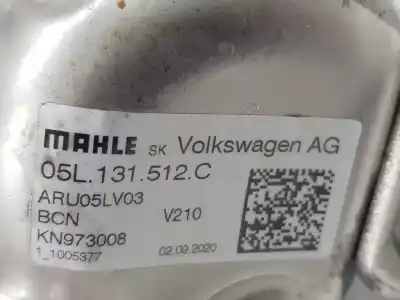 MAHLE SK Volkswagen AG
05L.131.512.C
ARU05LV03
BCN V210
KN973008
1_1005377 02.09.2020